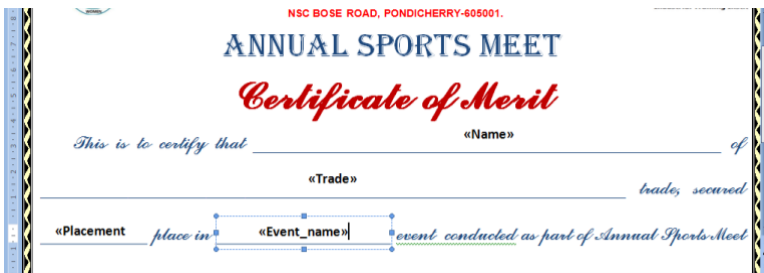 NSC BOSE ROAD, PONDICHERRY-605001.
ANNUAL SPORTS MEET
Certificate of Merit
This is to certify that «Name» of
«Trade» trade, secured
«Placement place in «Event_name» event conducted as part of Annual Sports Meet